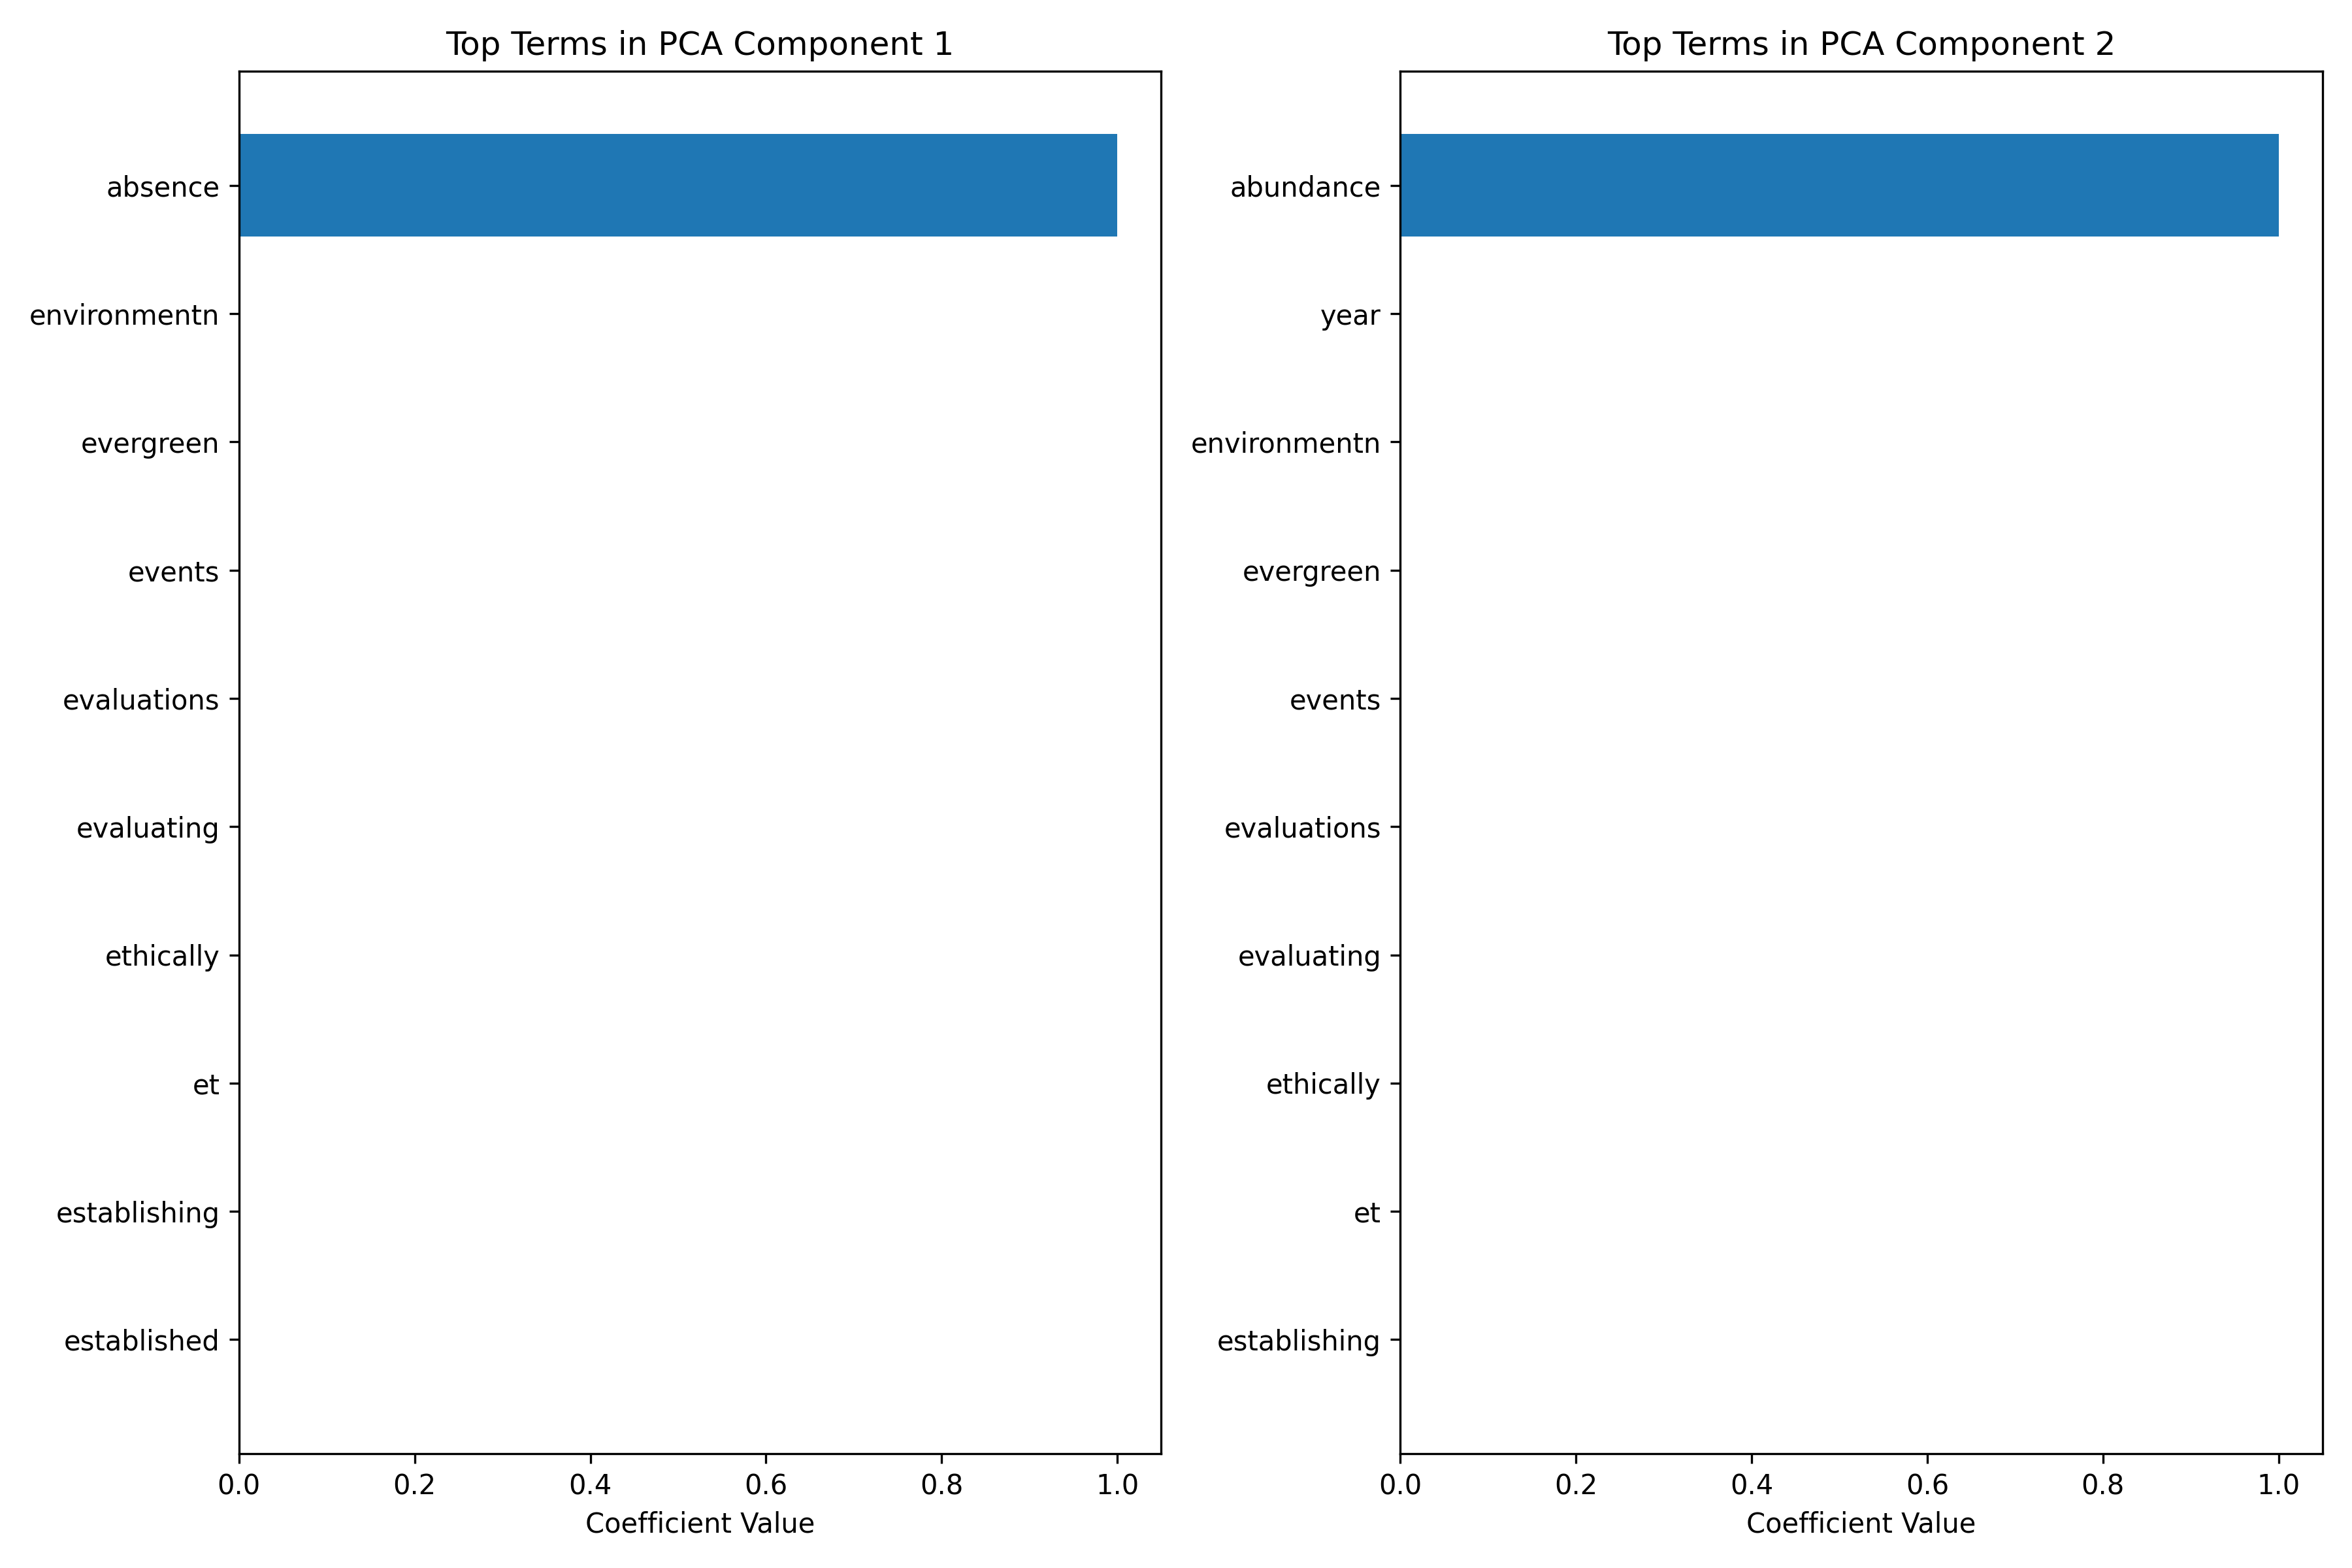 Top Terms in PCA Component 1
absence
environmentn
evergreen
events
evaluations
evaluating
ethically
et
establishing
established
0.0 0.2 0.4 0.6 0.8 1.0
Coefficient Value
Top Terms in PCA Component 2
abundance
year
environmentn
evergreen
events
evaluations
evaluating
ethically
et
establishing
0.0 0.2 0.4 0.6 0.8 1.0
Coefficient Value